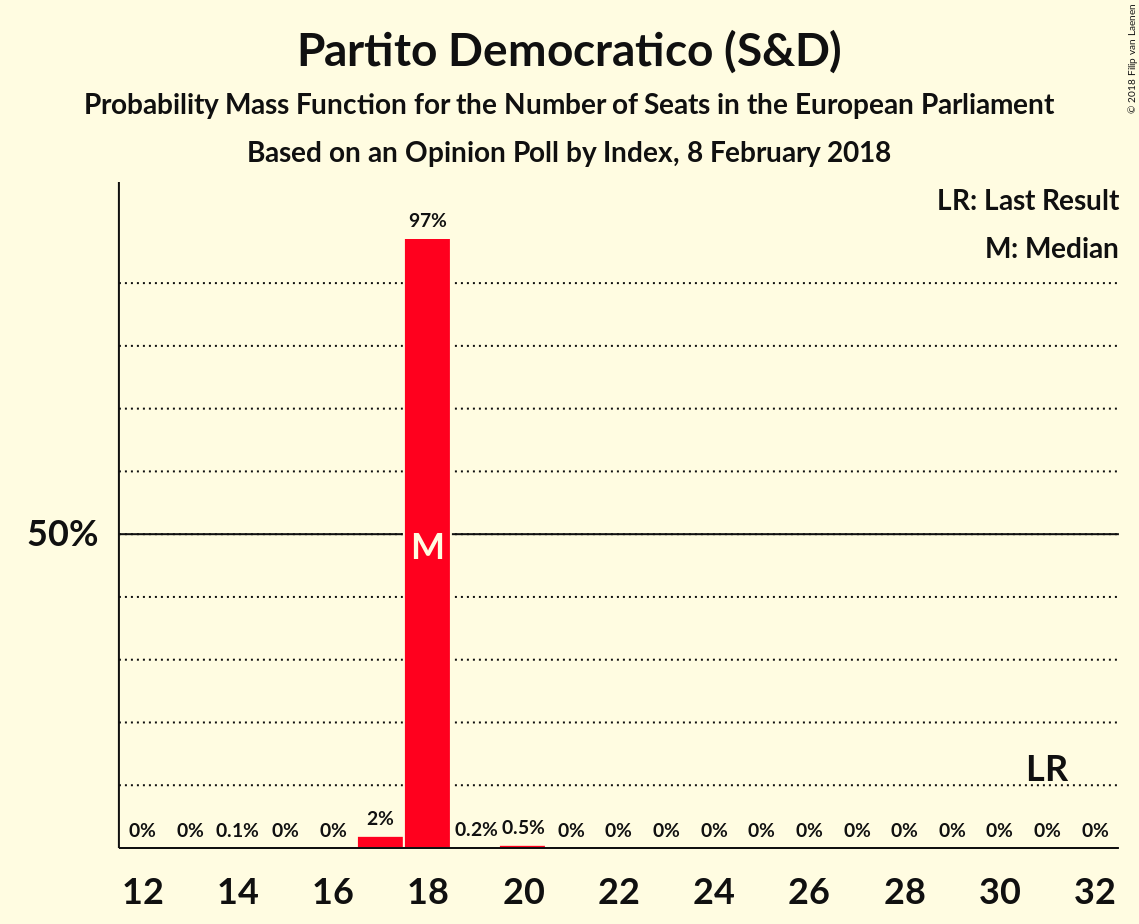 Partito Democratico (S&D)
Probability Mass Function for the Number of Seats in the European Parliament
Based on an Opinion Poll by Index, 8 February 2018
© 2018 Filip van Laenen
LR: Last Result
M: Median
97%
50%
M
LR
0% 0% 0.1% 0% 0% 2% 0.2% 0.5% 0% 0% 0% 0% 0% 0% 0% 0% 0% 0% 0% 0%
12 14 16 18 20 22 24 26 28 30 32